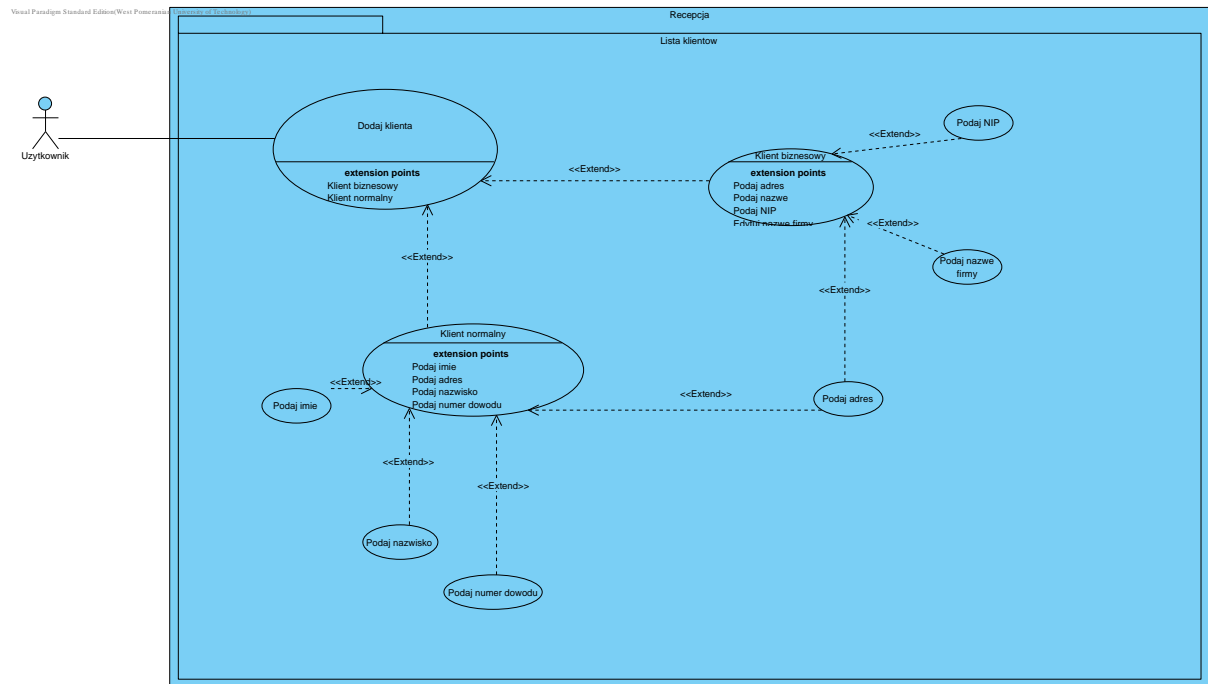 Visual Paradigm Standard Edition(West Pomeranian University of Technology)
Recepcja
Lista klientow
Uzytkownik
Dodaj klienta
extension points
Klient biznesowy
Klient normalny
<<Extend>>
Klient biznesowy
extension points
Podaj adres
Podaj nazwe
Podaj NIP
Edytuj nazwe firmy
<<Extend>>
Podaj NIP
<<Extend>>
Podaj nazwe
firmy
<<Extend>>
<<Extend>>
Klient normalny
extension points
Podaj imie
Podaj adres
Podaj nazwisko
Podaj numer dowodu
<<Extend>>
Podaj imie
<<Extend>>
Podaj adres
<<Extend>>
Podaj nazwisko
<<Extend>>
Podaj numer dowodu